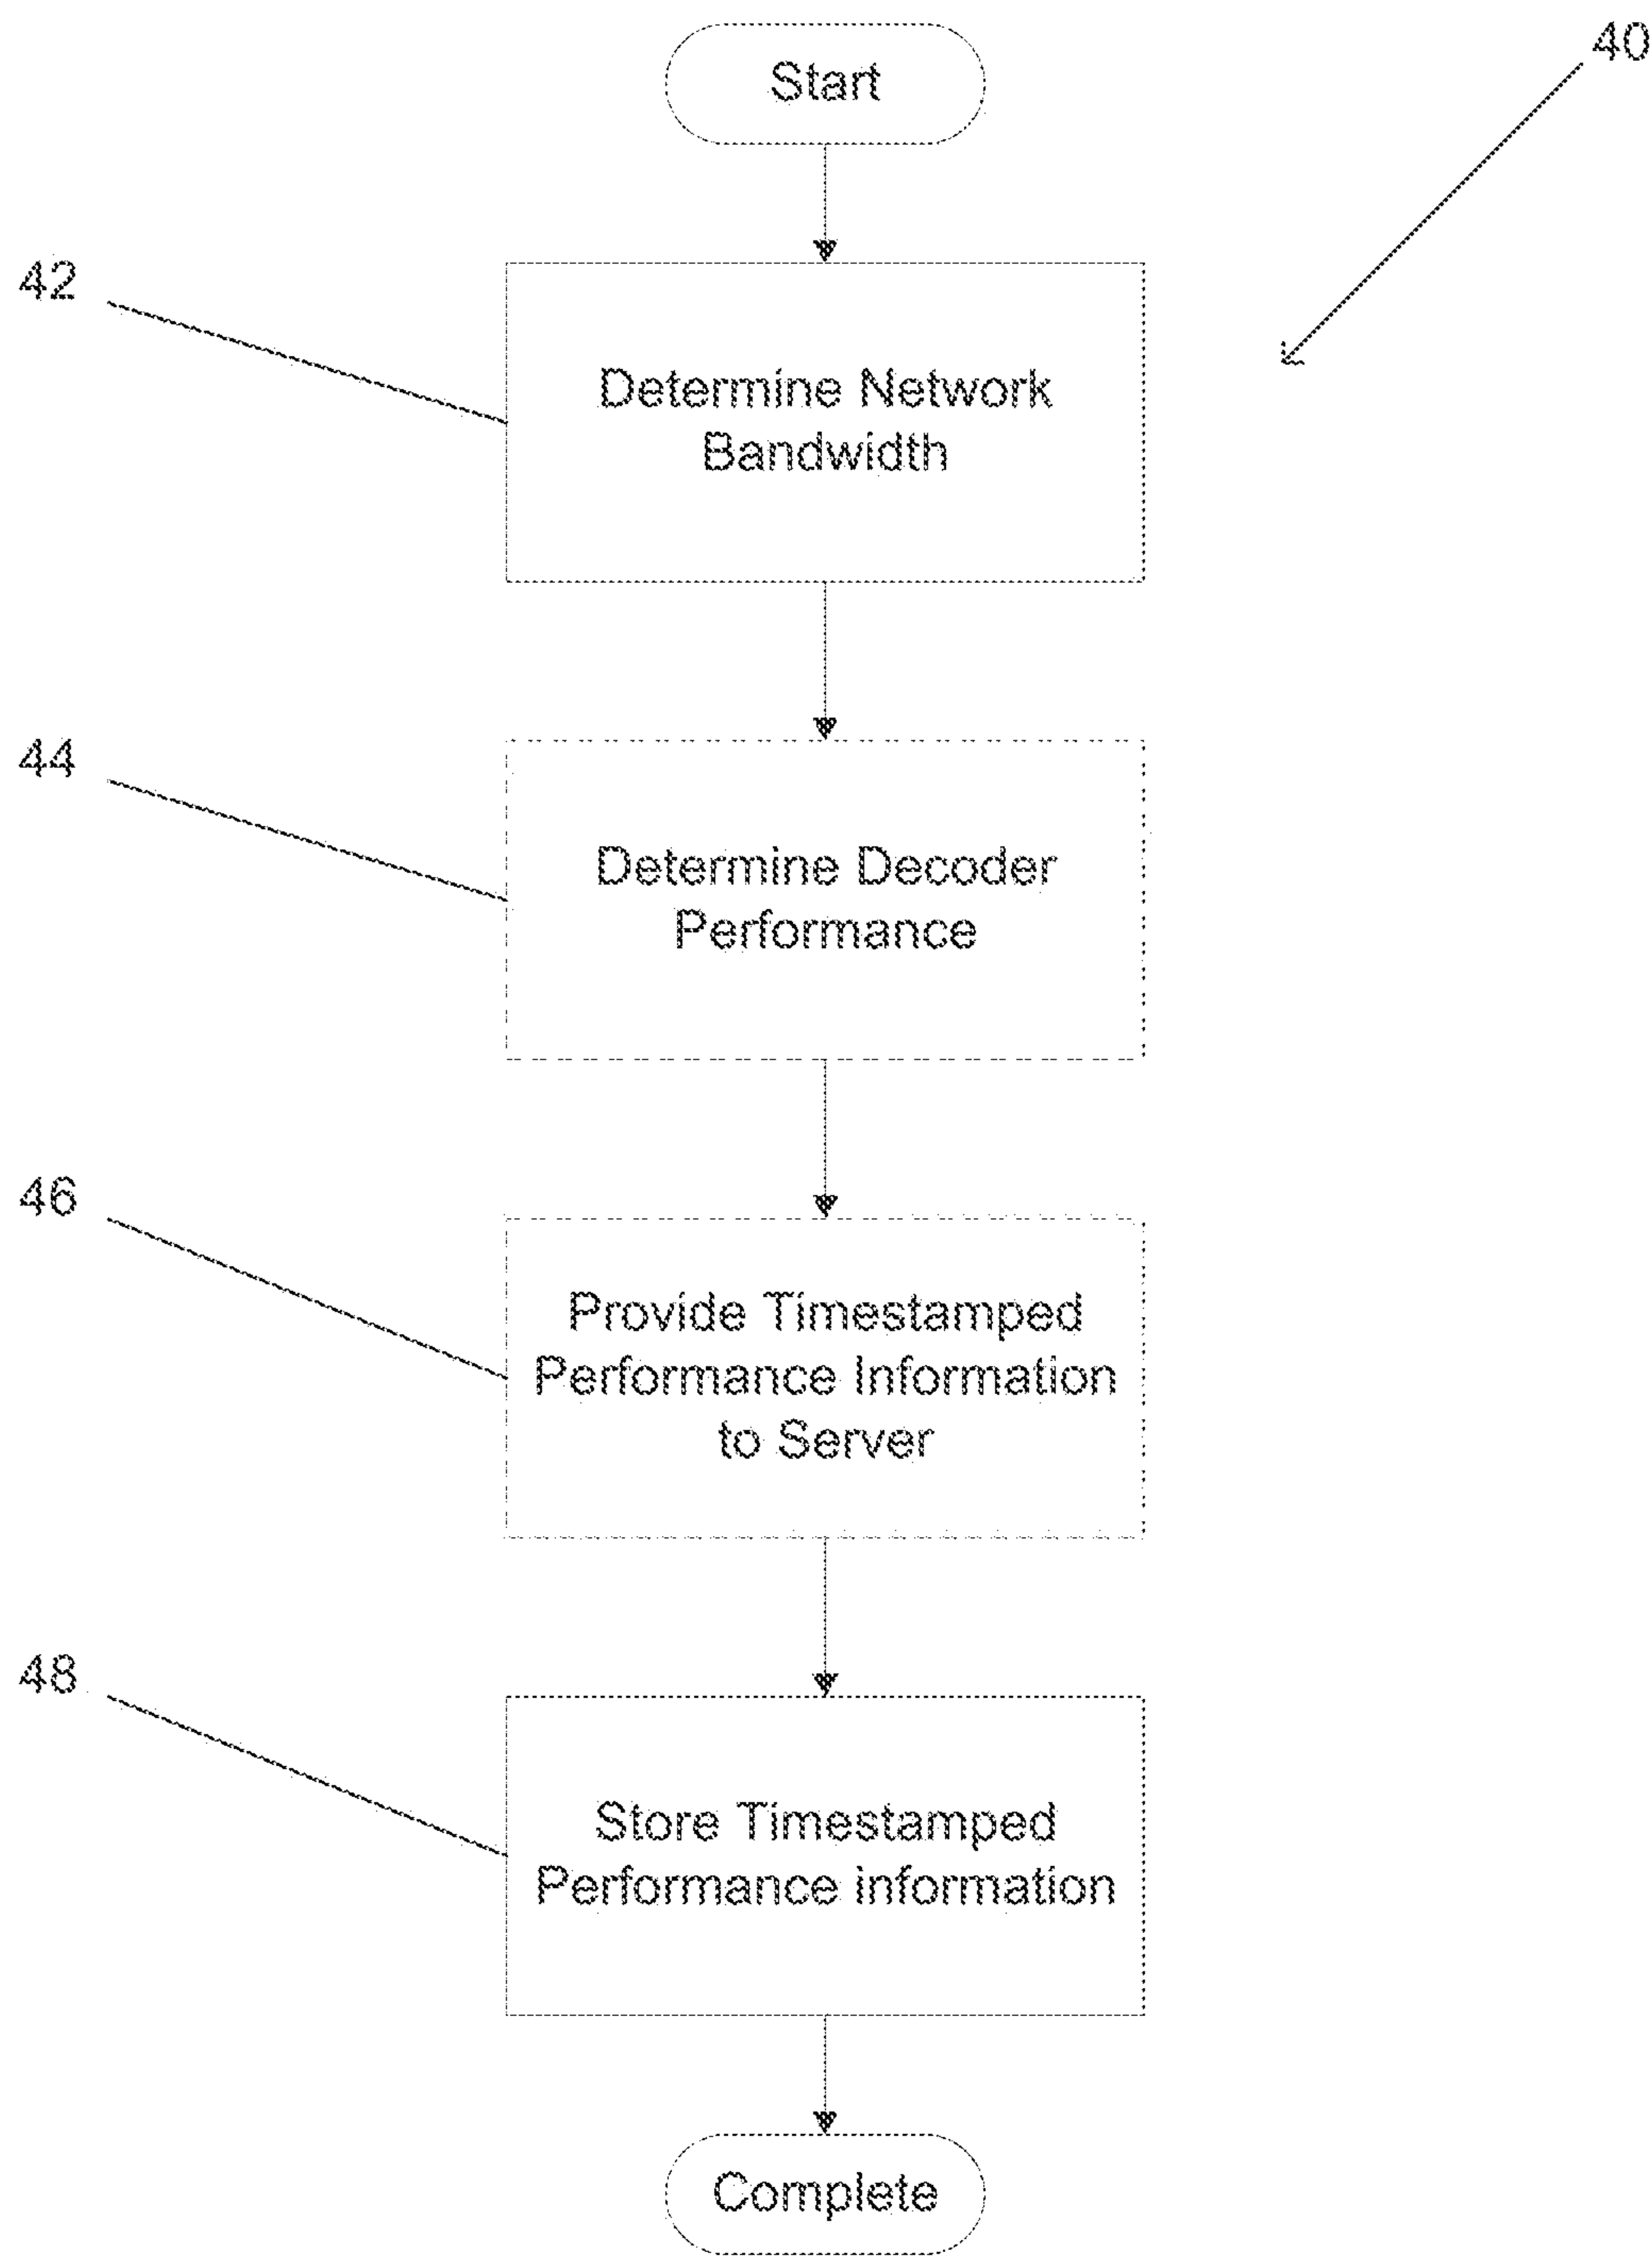 Start
40
42
Determine Network
Bandwidth
44
Determine Decoder
Performance
46
Provide Timestamped
Performance Information
to Server
48
Store Timestamped
Performance information
Complete